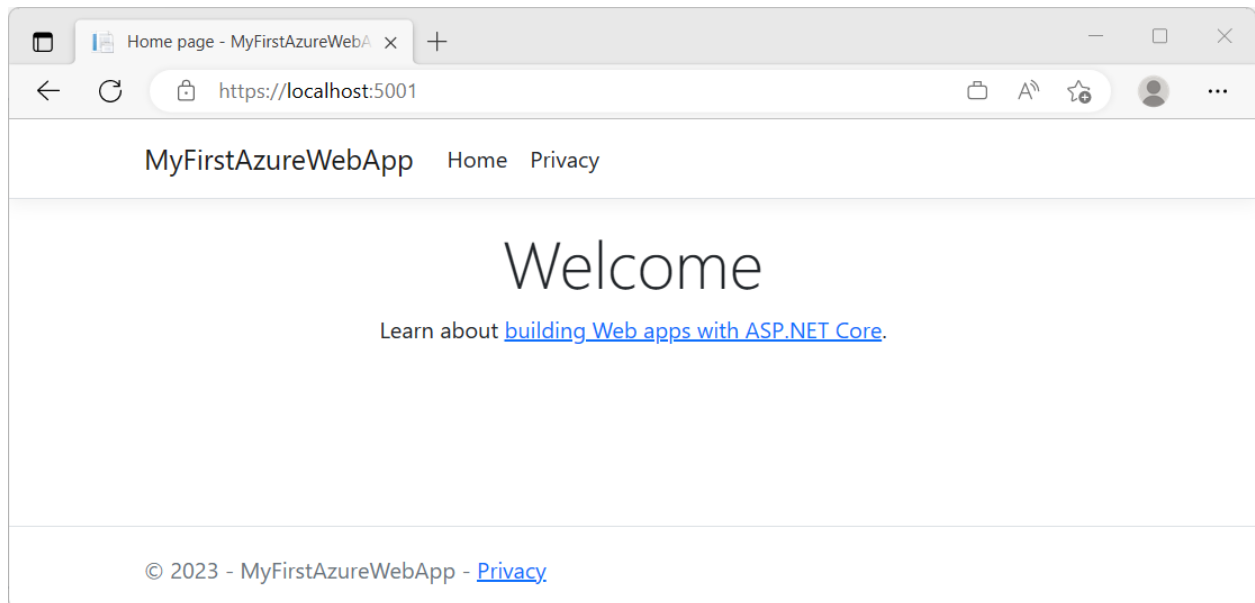 Home page - MyFirstAzureWebA
https://localhost:5001
MyFirstAzureWebApp Home Privacy
Welcome
Learn about building Web apps with ASP.NET Core.
© 2023 - MyFirstAzureWebApp - Privacy